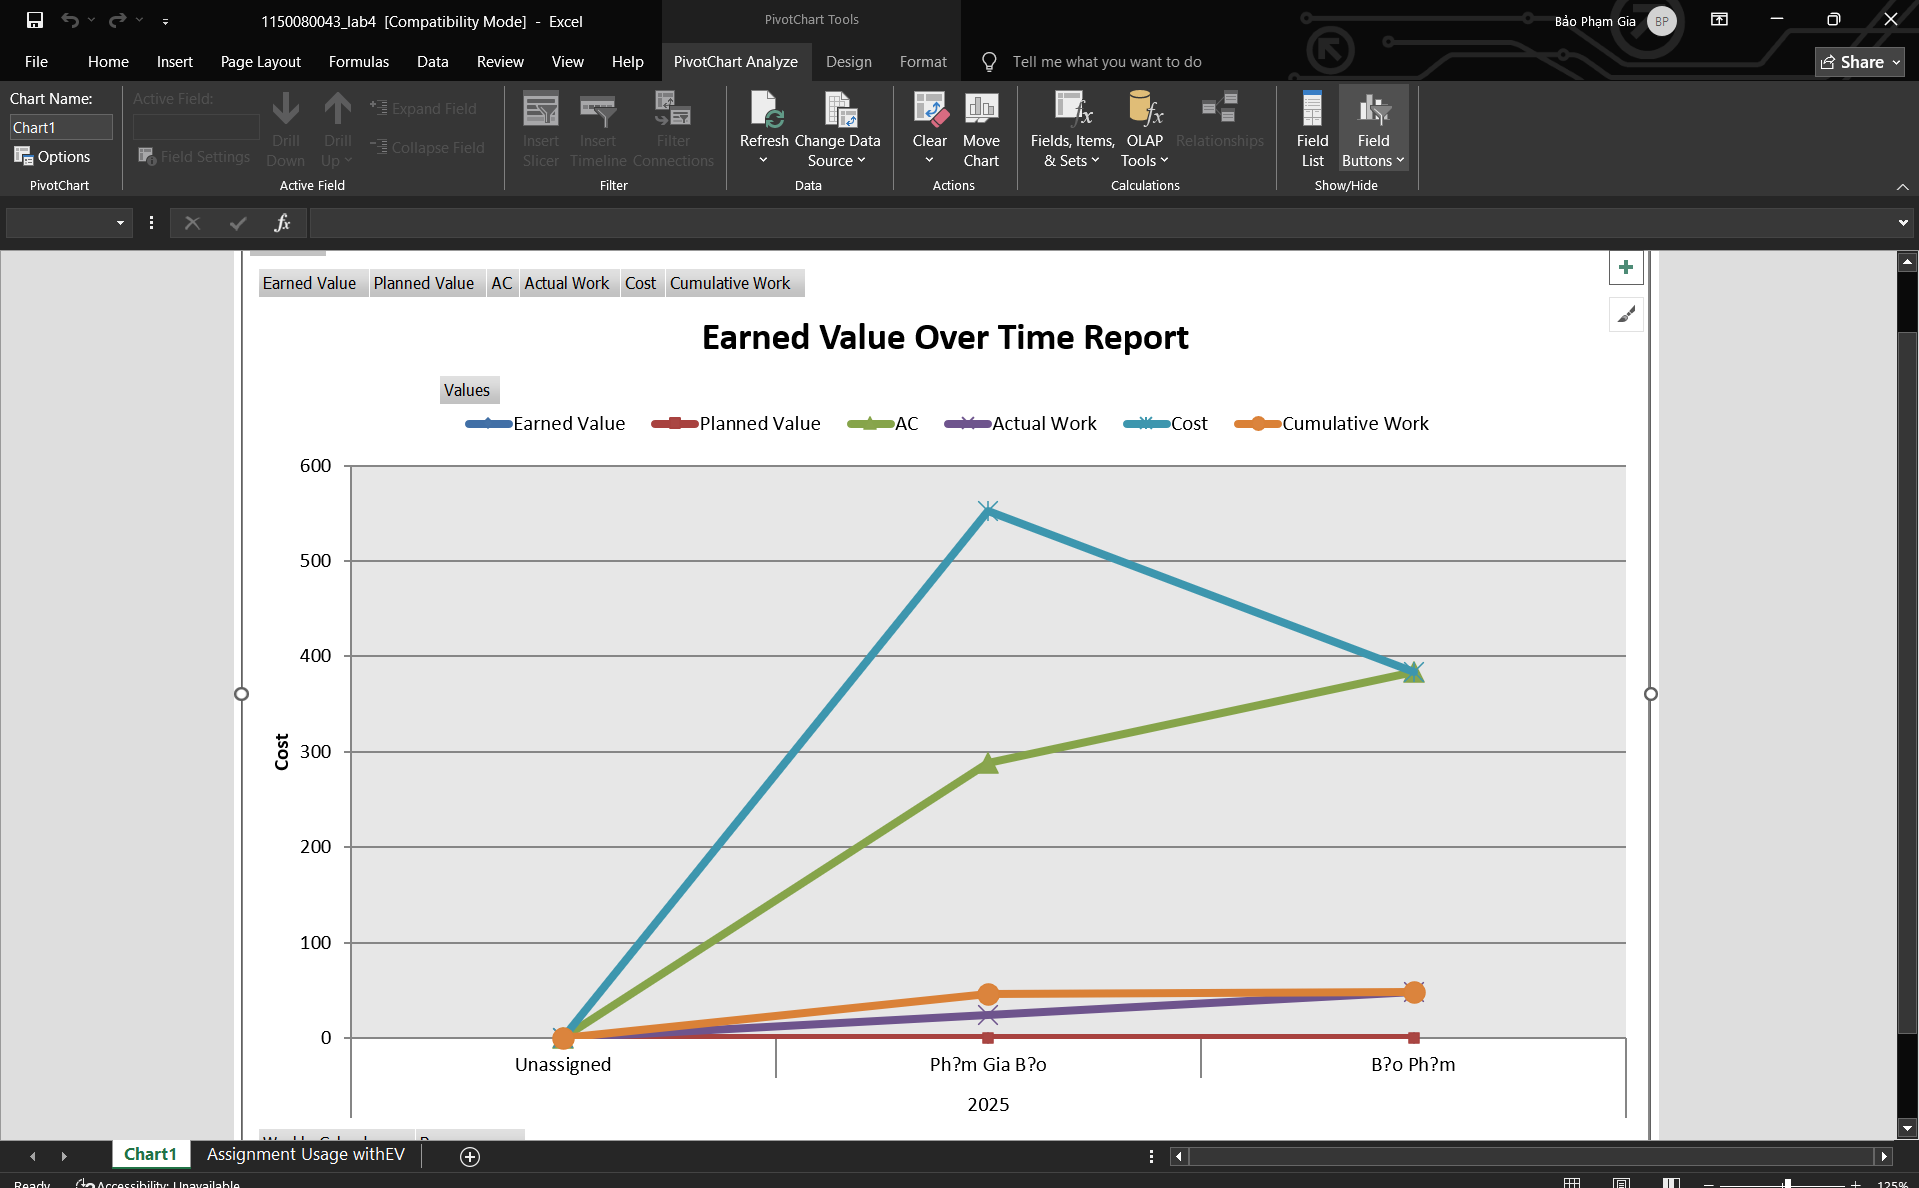 1150080043_lab4 [Compatibility Mode] - Excel
PivotChart Tools
Bảo Phạm Gia
BP
File Home Insert Page Layout Formulas Data Review View Help PivotChart Analyze Design Format Tell me what you want to do Share
Chart Name:
Chart1
Options
PivotChart
Active Field:
Field Settings
Drill Down
Drill Up
Expand Field
Collapse Field
Active Field
Insert Slicer
Insert Timeline
Filter Connections
Filter
Refresh
Change Data Source
Data
Clear
Move Chart
Actions
Fields, Items, & Sets
OLAP Tools
Relationships
Calculations
Field List
Field Buttons
Show/Hide
fx
Earned Value Planned Value AC Actual Work Cost Cumulative Work
Earned Value Over Time Report
Values
Earned Value Planned Value AC Actual Work Cost Cumulative Work
600
500
400
300
200
100
0
Cost
Unassigned Ph?m Gia B?o B?o Ph?m
2025
Chart1 Assignment Usage withEV
Ready Accessibility: Unavailable
125%